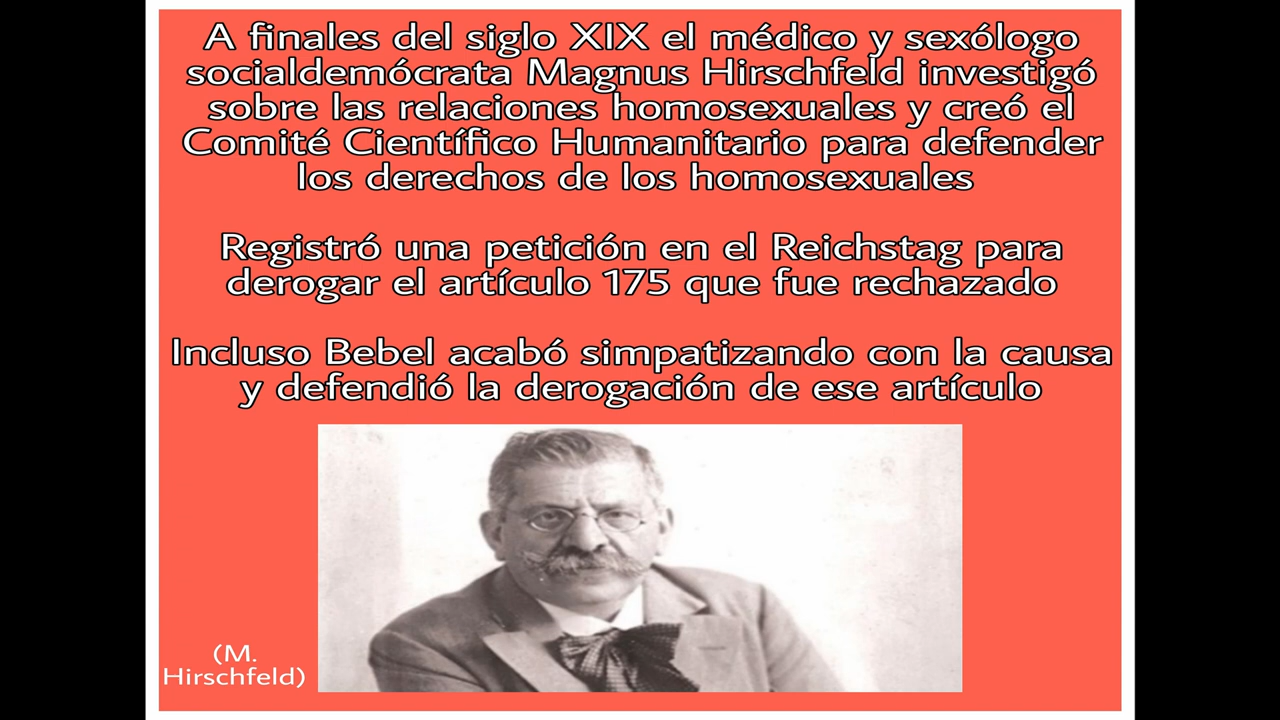 A finales del siglo XIX el médico y sexólogo
socialdemócrata Magnus Hirschfeld investigó
sobre las relaciones homosexuales y creó el
Comité Científico Humanitario para defender
los derechos de los homosexuales
Registró una petición en el Reichstag para
derogar el artículo 175 que fue rechazado
Incluso Bebel acabó simpatizando con la causa
y defendió la derogación de ese artículo
(M.
Hirschfeld)